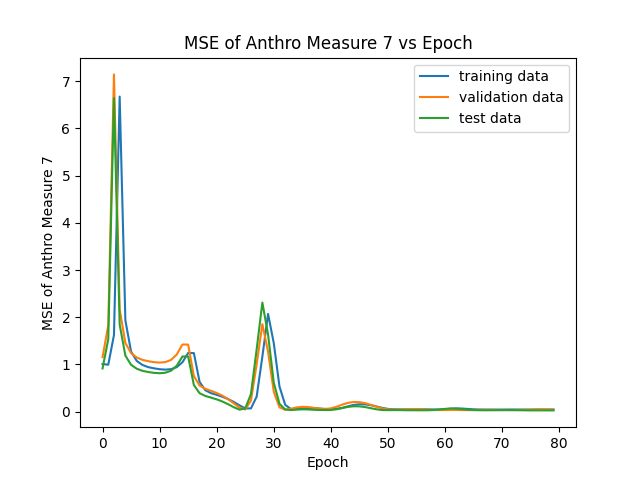 MSE of Anthro Measure 7 vs Epoch
training data
validation data
test data
MSE of Anthro Measure 7
7
6
5
4
3
2
1
0
0 10 20 30 40 50 60 70 80
Epoch